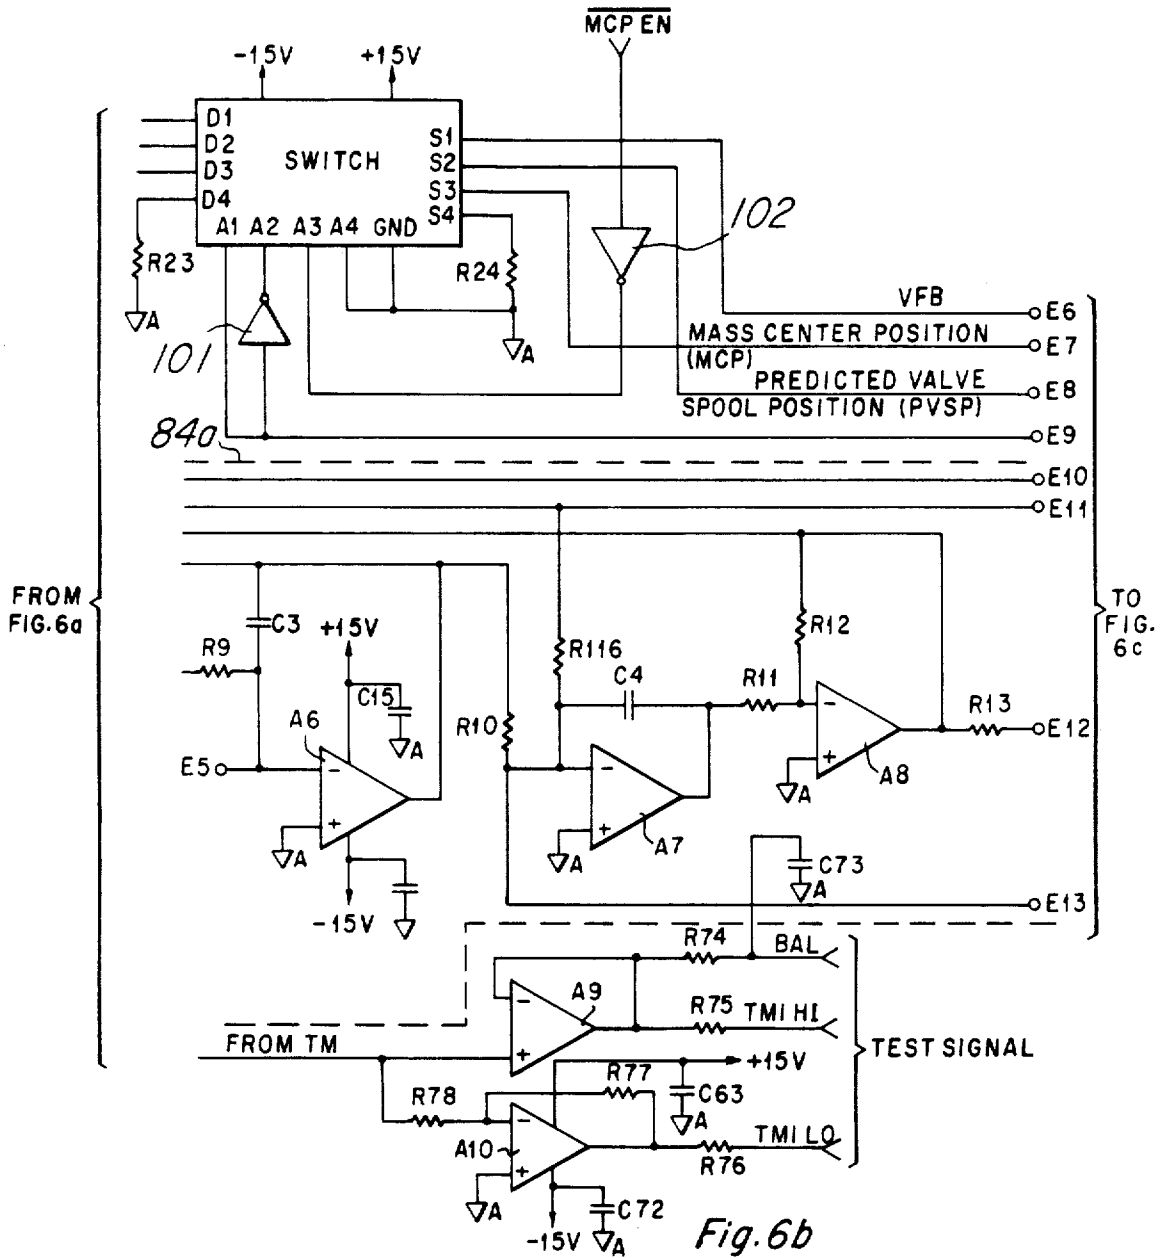 MCP EN
-15V
+15V
D1
D2
D3
D4
SWITCH
S1
S2
S3
S4
A1 A2 A3 A4 GND
102
R23
R24
A
A
101
VFB
E6
MASS CENTER POSITION
(MCP)
E7
PREDICTED VALVE
SPOOL POSITION (PVSP)
E8
E9
84a
E10
E11
FROM
FIG.6a
TO
FIG.
6c
C3
+15V
R9
R116
R12
C4
R11
C15
A
A6
R10
R13
E5
-
+
A
-15V
-
+
A
A7
-
+
A
A8
E12
C73
A
E13
R74
BAL
A9
-
+
R75
TMI HI
FROM TM
TEST SIGNAL
+15V
R77
R78
C63
A
A10
-
+
A
R76
TMI LO
C72
-15V
A
Fig. 6b